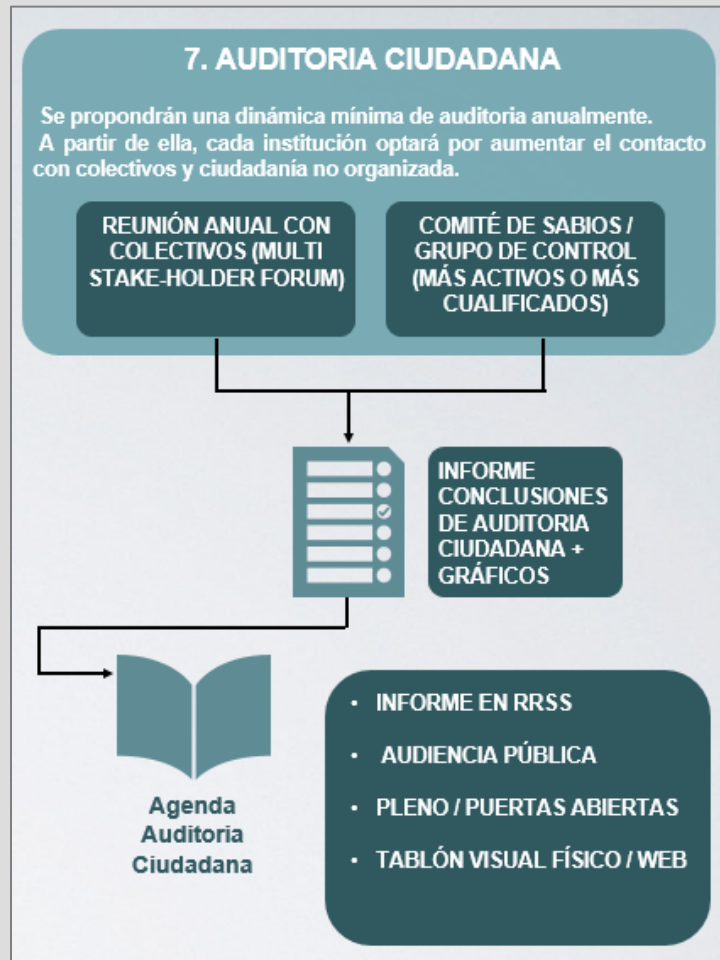 7. AUDITORIA CIUDADANA
Se propondrán una dinámica mínima de auditoria anualmente.
A partir de ella, cada institución optará por aumentar el contacto
con colectivos y ciudadanía no organizada.
REUNIÓN ANUAL CON
COLECTIVOS (MULTI
STAKE-HOLDER FORUM)
COMITÉ DE SABIOS /
GRUPO DE CONTROL
(MÁS ACTIVOS O MÁS
CUALIFICADOS)
INFORME
CONCLUSIONES
DE AUDITORIA
CIUDADANA +
GRÁFICOS
Agenda
Auditoria
Ciudadana
• INFORME EN RRSS
• AUDIENCIA PÚBLICA
• PLENO / PUERTAS ABIERTAS
• TABLÓN VISUAL FÍSICO / WEB